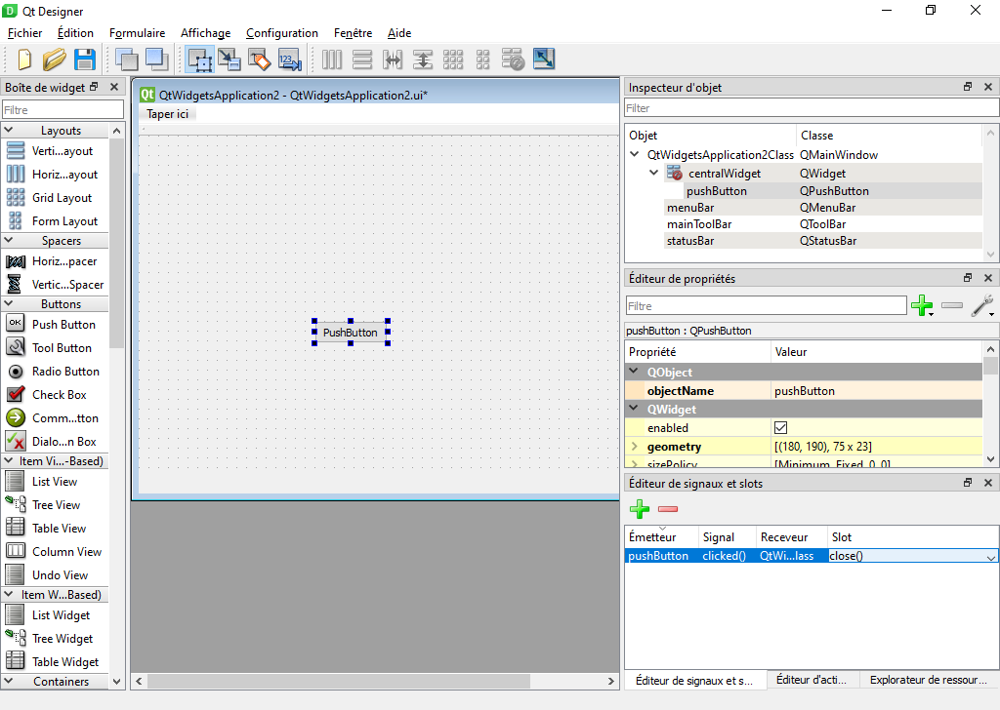 Qt Designer
Fichier Édition Formulaire Affichage Configuration Fenêtre Aide
123
Boîte de widget
Filtre
Layouts
Verti...ayout
Horiz...ayout
Grid Layout
Form Layout
Spacers
Horiz...pacer
Vertic...Spacer
Buttons
OK Push Button
Tool Button
Radio Button
Check Box
Comm...tton
Dialo...n Box
Item Vi...-Based)
List View
Tree View
Table View
Column View
Undo View
Item W...Based)
List Widget
Tree Widget
Table Widget
Containers
Qt QtWidgetsApplication2 - QtWidgetsApplication2.ui*
Taper ici
PushButton
Inspecteur d'objet
Filter
Objet Classe
QtWidgetsApplication2Class QMainWindow
centralWidget QWidget
pushButton QPushButton
menuBar QMenuBar
mainToolBar QToolBar
statusBar QStatusBar
Éditeur de propriétés
Filtre
pushButton : QPushButton
Propriété Valeur
QObject
objectName pushButton
QWidget
enabled
geometry [(180, 190), 75 x 23]
sizePolicy [Minimum, Fixed, 0, 0]
Éditeur de signaux et slots
Émetteur Signal Receveur Slot
pushButton clicked() QtWi...lass close()
Éditeur de signaux et s... Éditeur d'acti... Explorateur de ressour...